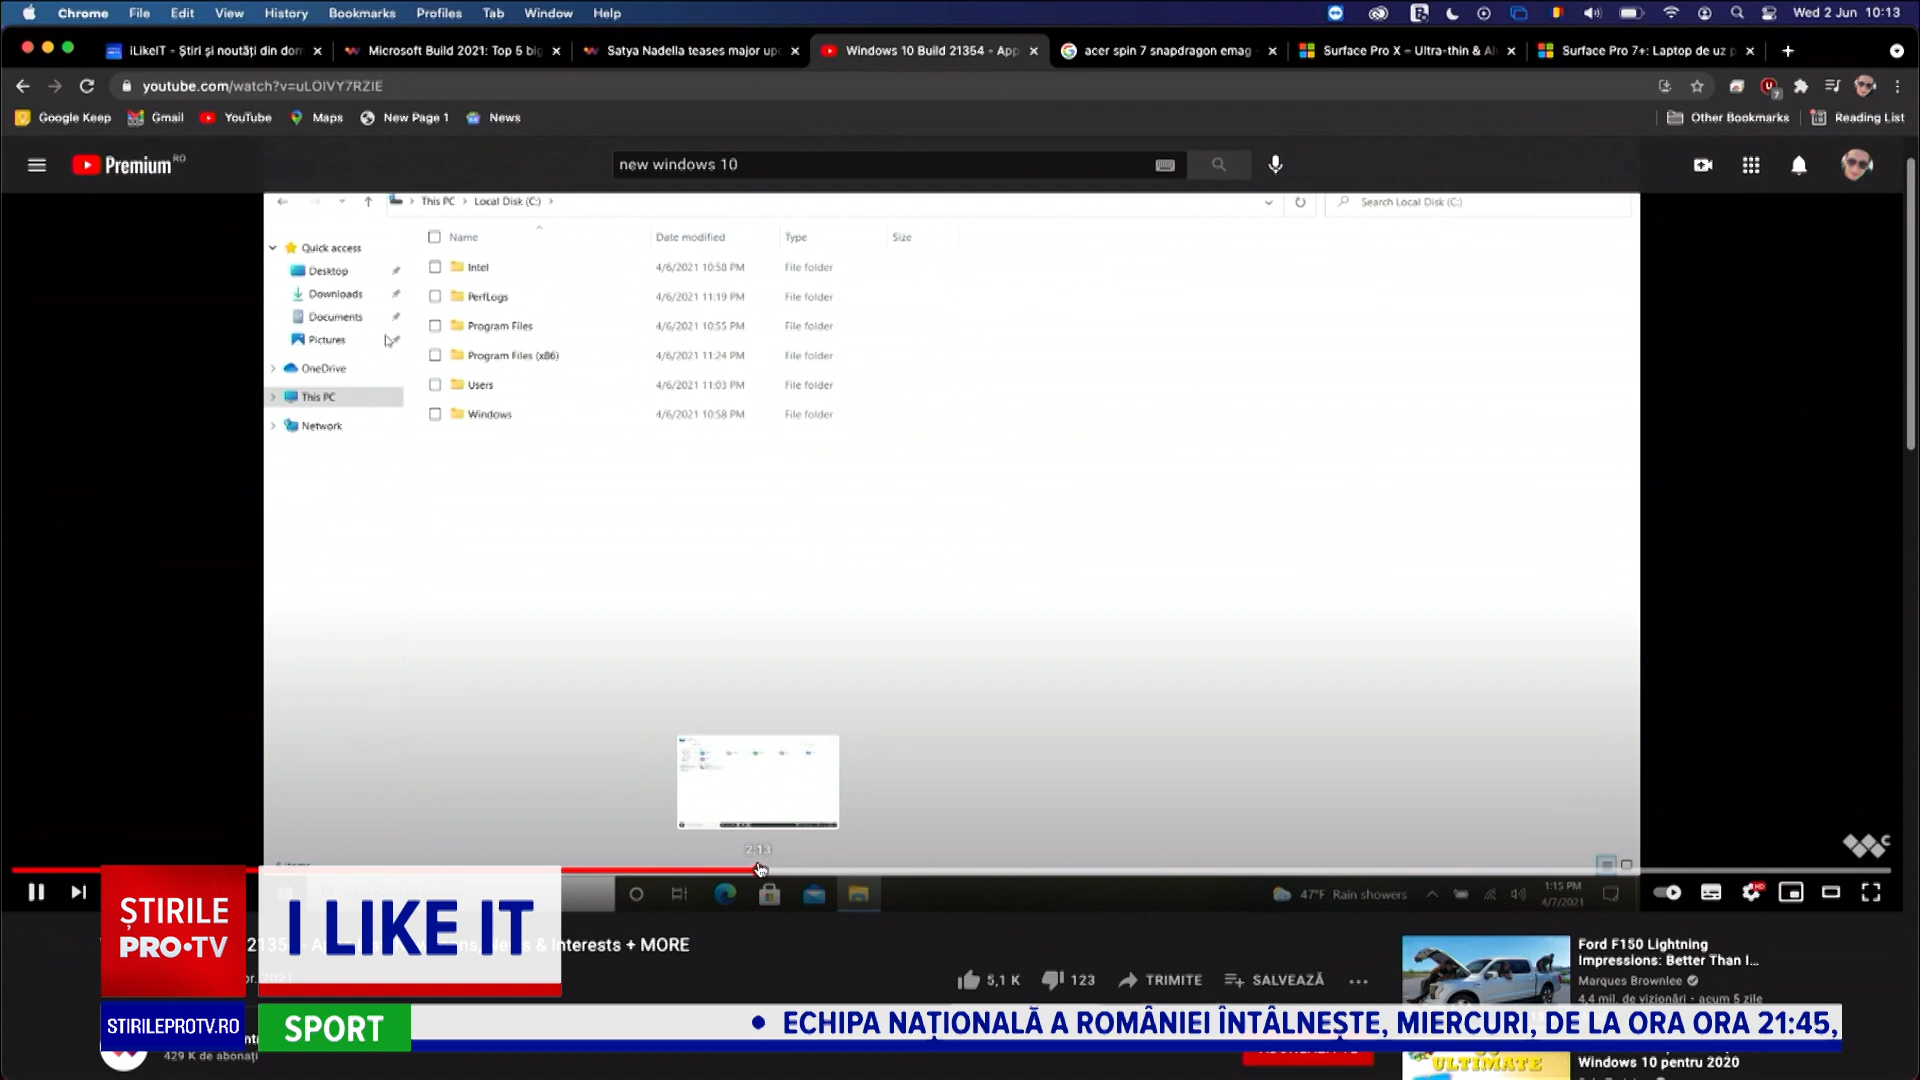 Chrome File Edit View History Bookmarks Profiles Tab Window Help Wed 2 Jun 10:13
iLikeIT - Știri și noutăți din dom Microsoft Build 2021: Top 5 big Satya Nadella teases major up Windows 10 Build 21354 - App acer spin 7 snapdragon emag Surface Pro X – Ultra-thin & Al Surface Pro 7+: Laptop de uz p
youtube.com/watch?v=uLOIVY7RZIE
Google Keep Gmail YouTube Maps New Page 1 News Other Bookmarks Reading List
Premium RO new windows 10
This PC Local Disk (C:) Search Local Disk (C:)
Name Date modified Type Size
Quick access
Desktop
Downloads
Documents
Pictures
OneDrive
This PC
Network
Intel 4/6/2021 10:58 PM File folder
PerfLogs 4/6/2021 11:19 PM File folder
Program Files 4/6/2021 10:55 PM File folder
Program Files (x86) 4/6/2021 11:24 PM File folder
Users 4/6/2021 11:03 PM File folder
Windows 4/6/2021 10:58 PM File folder
2:13
47°F Rain showers 1:15 PM
4/7/2021
ȘTIRILE
PRO•TV
I LIKE IT
& Interests + MORE
5,1 K 123 TRIMITE SALVEAZĂ
Ford F150 Lightning
Impressions: Better Than I...
Marques Brownlee
4,4 mil. de vizionări • acum 5 zile
STIRILEPROTV.RO SPORT • ECHIPA NAȚIONALĂ A ROMÂNIEI ÎNTÂLNEȘTE, MIERCURI, DE LA ORA ORA 21:45,
429 K de abonați
ULTIMATE
Windows 10 pentru 2020